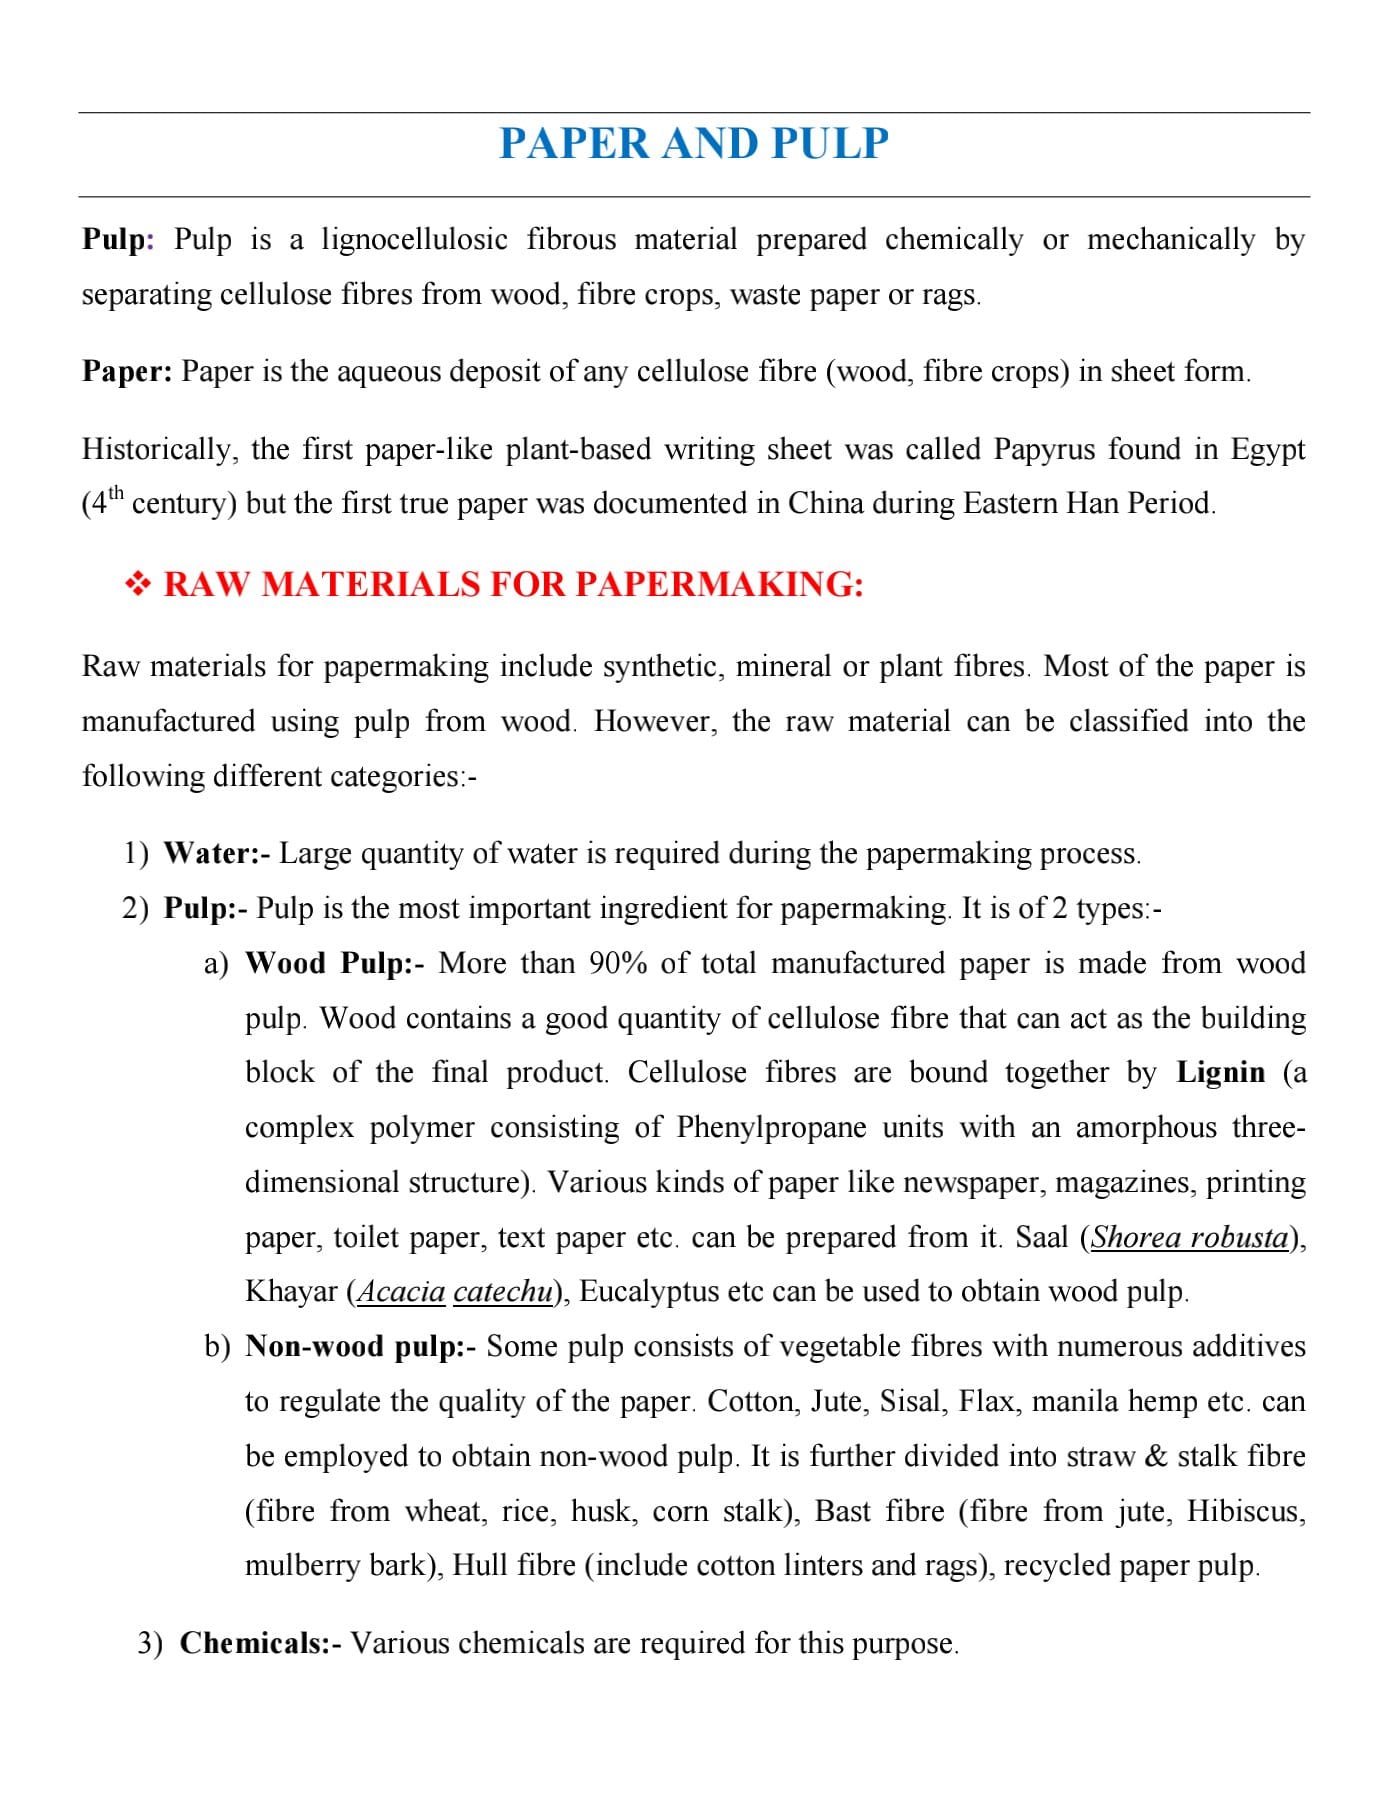 PAPER AND PULP
Pulp: Pulp is a lignocellulosic fibrous material prepared chemically or mechanically by
separating cellulose fibres from wood, fibre crops, waste paper or rags.
Paper: Paper is the aqueous deposit of any cellulose fibre (wood, fibre crops) in sheet form.
Historically, the first paper-like plant-based writing sheet was called Papyrus found in Egypt
(4th century) but the first true paper was documented in China during Eastern Han Period.
❖ RAW MATERIALS FOR PAPERMAKING:
Raw materials for papermaking include synthetic, mineral or plant fibres. Most of the paper is
manufactured using pulp from wood. However, the raw material can be classified into the
following different categories:-
1) Water:- Large quantity of water is required during the papermaking process.
2) Pulp:- Pulp is the most important ingredient for papermaking. It is of 2 types:-
a) Wood Pulp:- More than 90% of total manufactured paper is made from wood
pulp. Wood contains a good quantity of cellulose fibre that can act as the building
block of the final product. Cellulose fibres are bound together by Lignin (a
complex polymer consisting of Phenylpropane units with an amorphous three-
dimensional structure). Various kinds of paper like newspaper, magazines, printing
paper, toilet paper, text paper etc. can be prepared from it. Saal (Shorea robusta),
Khayar (Acacia catechu), Eucalyptus etc can be used to obtain wood pulp.
b) Non-wood pulp:- Some pulp consists of vegetable fibres with numerous additives
to regulate the quality of the paper. Cotton, Jute, Sisal, Flax, manila hemp etc. can
be employed to obtain non-wood pulp. It is further divided into straw & stalk fibre
(fibre from wheat, rice, husk, corn stalk), Bast fibre (fibre from jute, Hibiscus,
mulberry bark), Hull fibre (include cotton linters and rags), recycled paper pulp.
3) Chemicals:- Various chemicals are required for this purpose.